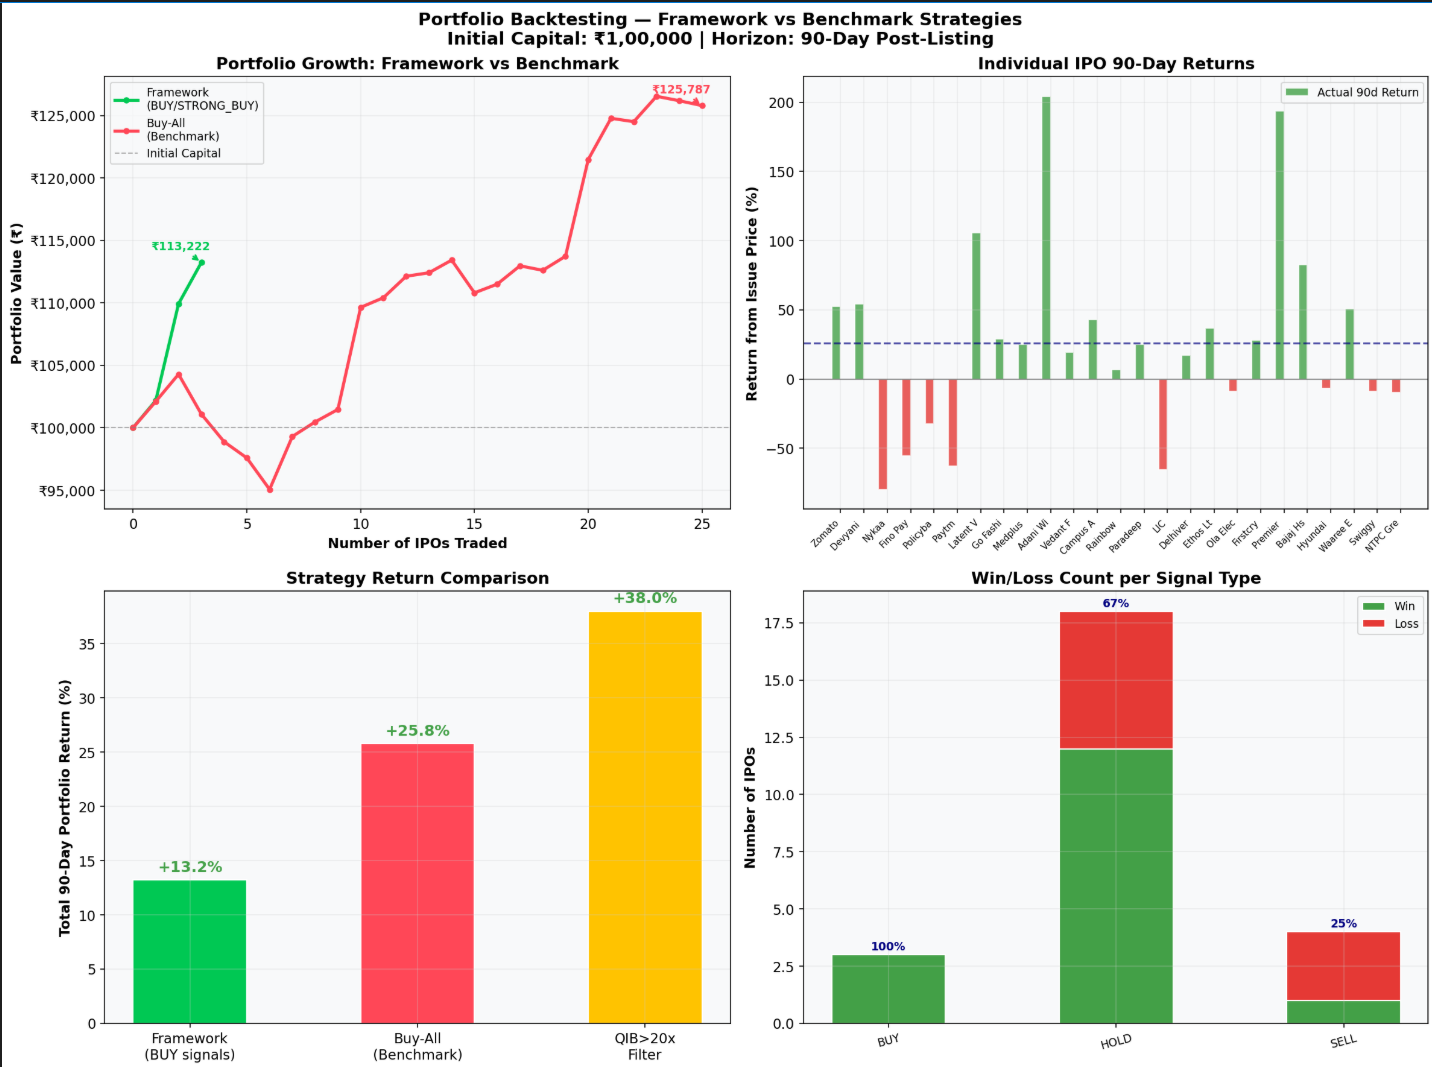 Portfolio Backtesting — Framework vs Benchmark Strategies
Initial Capital: ₹1,00,000 | Horizon: 90-Day Post-Listing
Portfolio Growth: Framework vs Benchmark
Framework
(BUY/STRONG_BUY)
Buy-All
(Benchmark)
Initial Capital
₹125,787
₹113,222
Portfolio Value (₹)
₹125,000
₹120,000
₹115,000
₹110,000
₹105,000
₹100,000
₹95,000
0 5 10 15 20 25
Number of IPOs Traded
Individual IPO 90-Day Returns
Actual 90d Return
Return from Issue Price (%)
200
150
100
50
0
−50
Zomato
Devyani
Nykaa
Fino Pay
Policyba
Paytm
Latent V
Go Fashi
Medplus
Adani Wi
Vedant F
Campus A
Rainbow
Paradeep
LIC
Delhiver
Ethos Lt
Ola Elec
Firstcry
Premier
Bajaj Hs
Hyundai
Waaree E
Swiggy
NTPC Gre
Strategy Return Comparison
Total 90-Day Portfolio Return (%)
35
30
25
20
15
10
5
0
+13.2%
+25.8%
+38.0%
Framework
(BUY signals)
Buy-All
(Benchmark)
QIB>20x
Filter
Win/Loss Count per Signal Type
Win
Loss
Number of IPOs
17.5
15.0
12.5
10.0
7.5
5.0
2.5
0.0
100%
67%
25%
BUY
HOLD
SELL